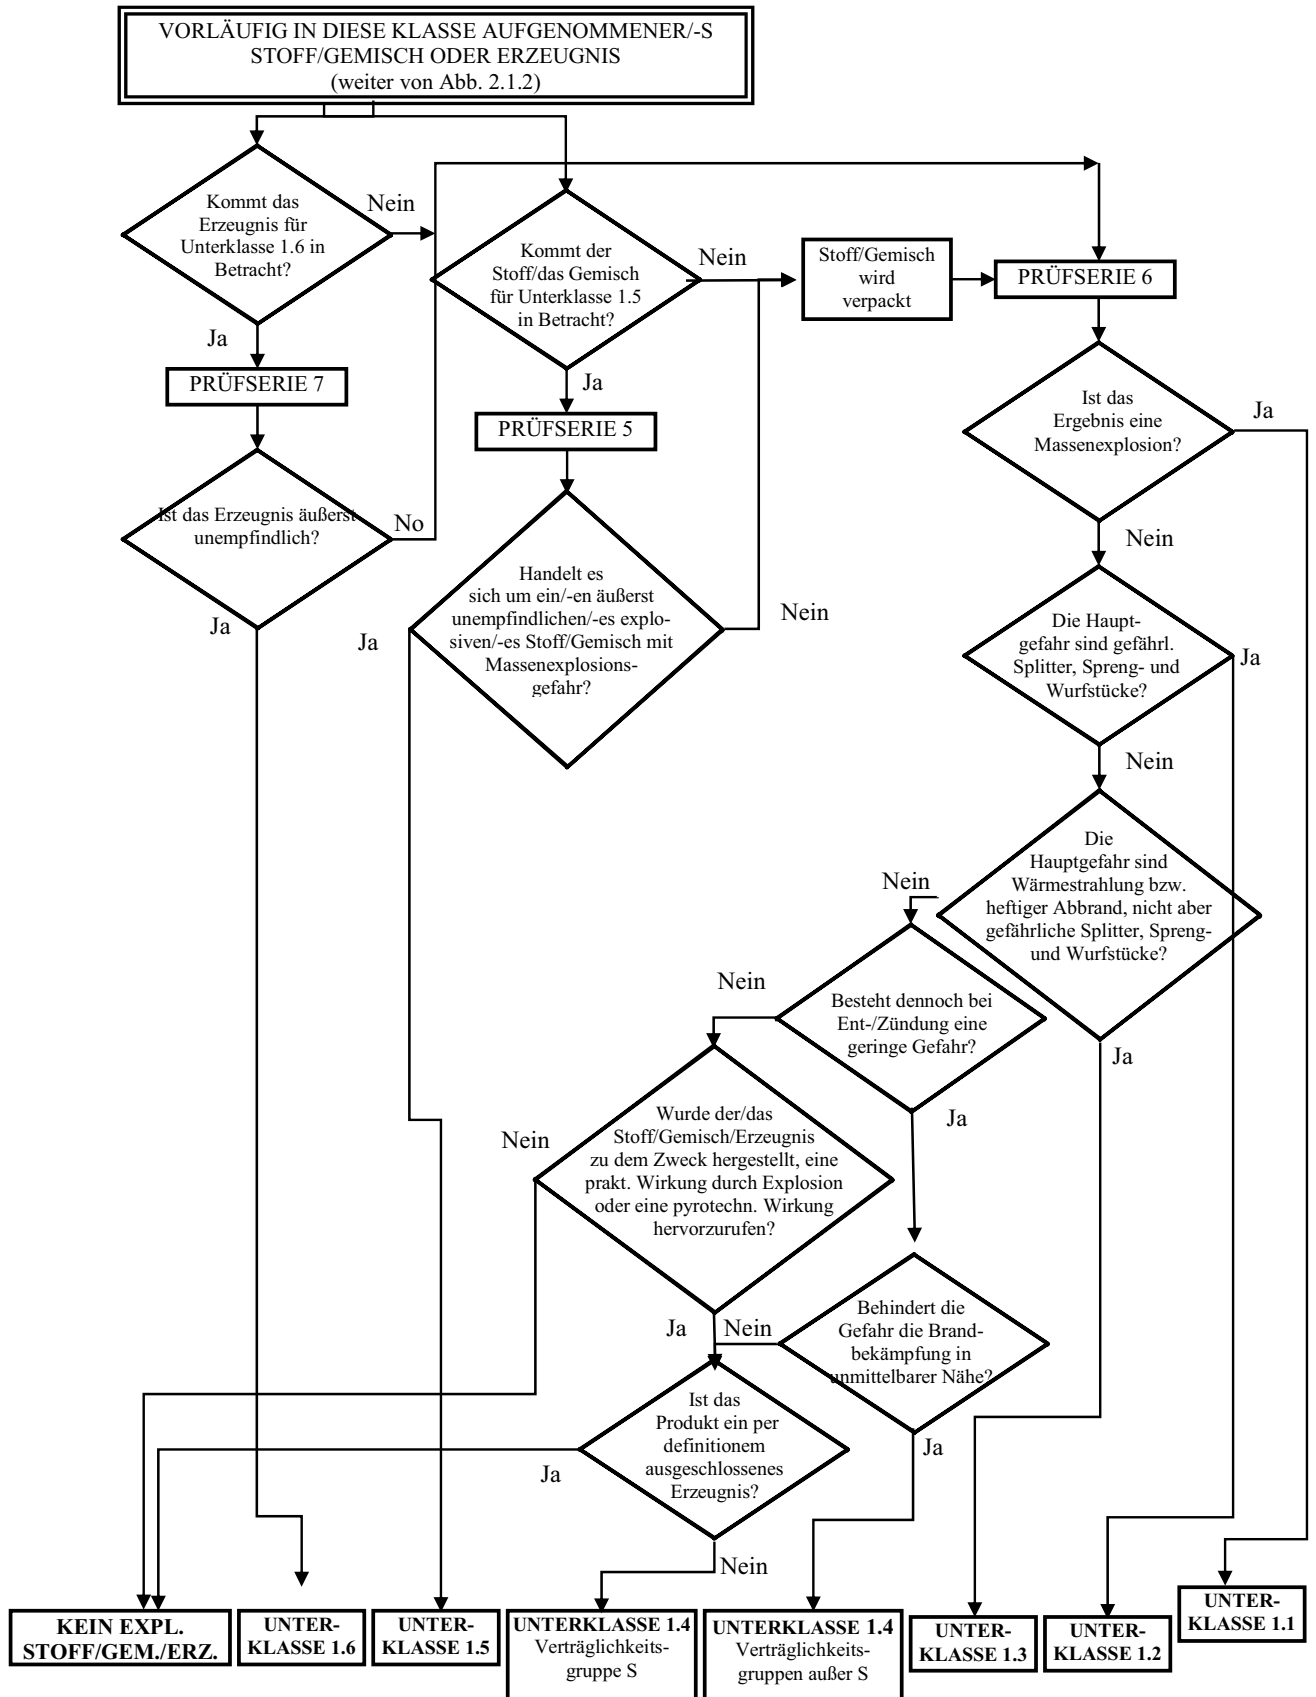 VORLÄUFIG IN DIESE KLASSE AUFGENOMMENER/-S
STOFF/GEMISCH ODER ERZEUGNIS
(weiter von Abb. 2.1.2)
Kommt das
Erzeugnis für
Unterklasse 1.6 in
Betracht?
Nein
Ja
PRÜFSERIE 7
Ist das Erzeugnis äußerst
unempfindlich?
No
Ja
Kommt der
Stoff/das Gemisch
für Unterklasse 1.5
in Betracht?
Nein
Ja
PRÜFSERIE 5
Handelt es
sich um ein/-en äußerst
unempfindlichen/-es explo-
siven/-es Stoff/Gemisch mit
Massenexplosions-
gefahr?
Nein
Ja
Stoff/Gemisch
wird
verpackt
PRÜFSERIE 6
Ist das
Ergebnis eine
Massenexplosion?
Ja
Nein
Die Haupt-
gefahr sind gefährl.
Splitter, Spreng- und
Wurfstücke?
Ja
Nein
Die
Hauptgefahr sind
Wärmestrahlung bzw.
heftiger Abbrand, nicht aber
gefährliche Splitter, Spreng-
und Wurfstücke?
Nein
Ja
Besteht dennoch bei
Ent-/Zündung eine
geringe Gefahr?
Nein
Ja
Wurde der/das
Stoff/Gemisch/Erzeugnis
zu dem Zweck hergestellt, eine
prakt. Wirkung durch Explosion
oder eine pyrotechn. Wirkung
hervorzurufen?
Nein
Ja
Behindert die
Gefahr die Brand-
bekämpfung in
unmittelbarer Nähe?
Nein
Ja
Ist das
Produkt ein per
definitionem
ausgeschlossenes
Erzeugnis?
Ja
Nein
KEIN EXPL.
STOFF/GEM./ERZ.
UNTER-
KLASSE 1.6
UNTER-
KLASSE 1.5
UNTERKLASSE 1.4
Verträglichkeits-
gruppe S
UNTERKLASSE 1.4
Verträglichkeits-
gruppen außer S
UNTER-
KLASSE 1.3
UNTER-
KLASSE 1.2
UNTER-
KLASSE 1.1